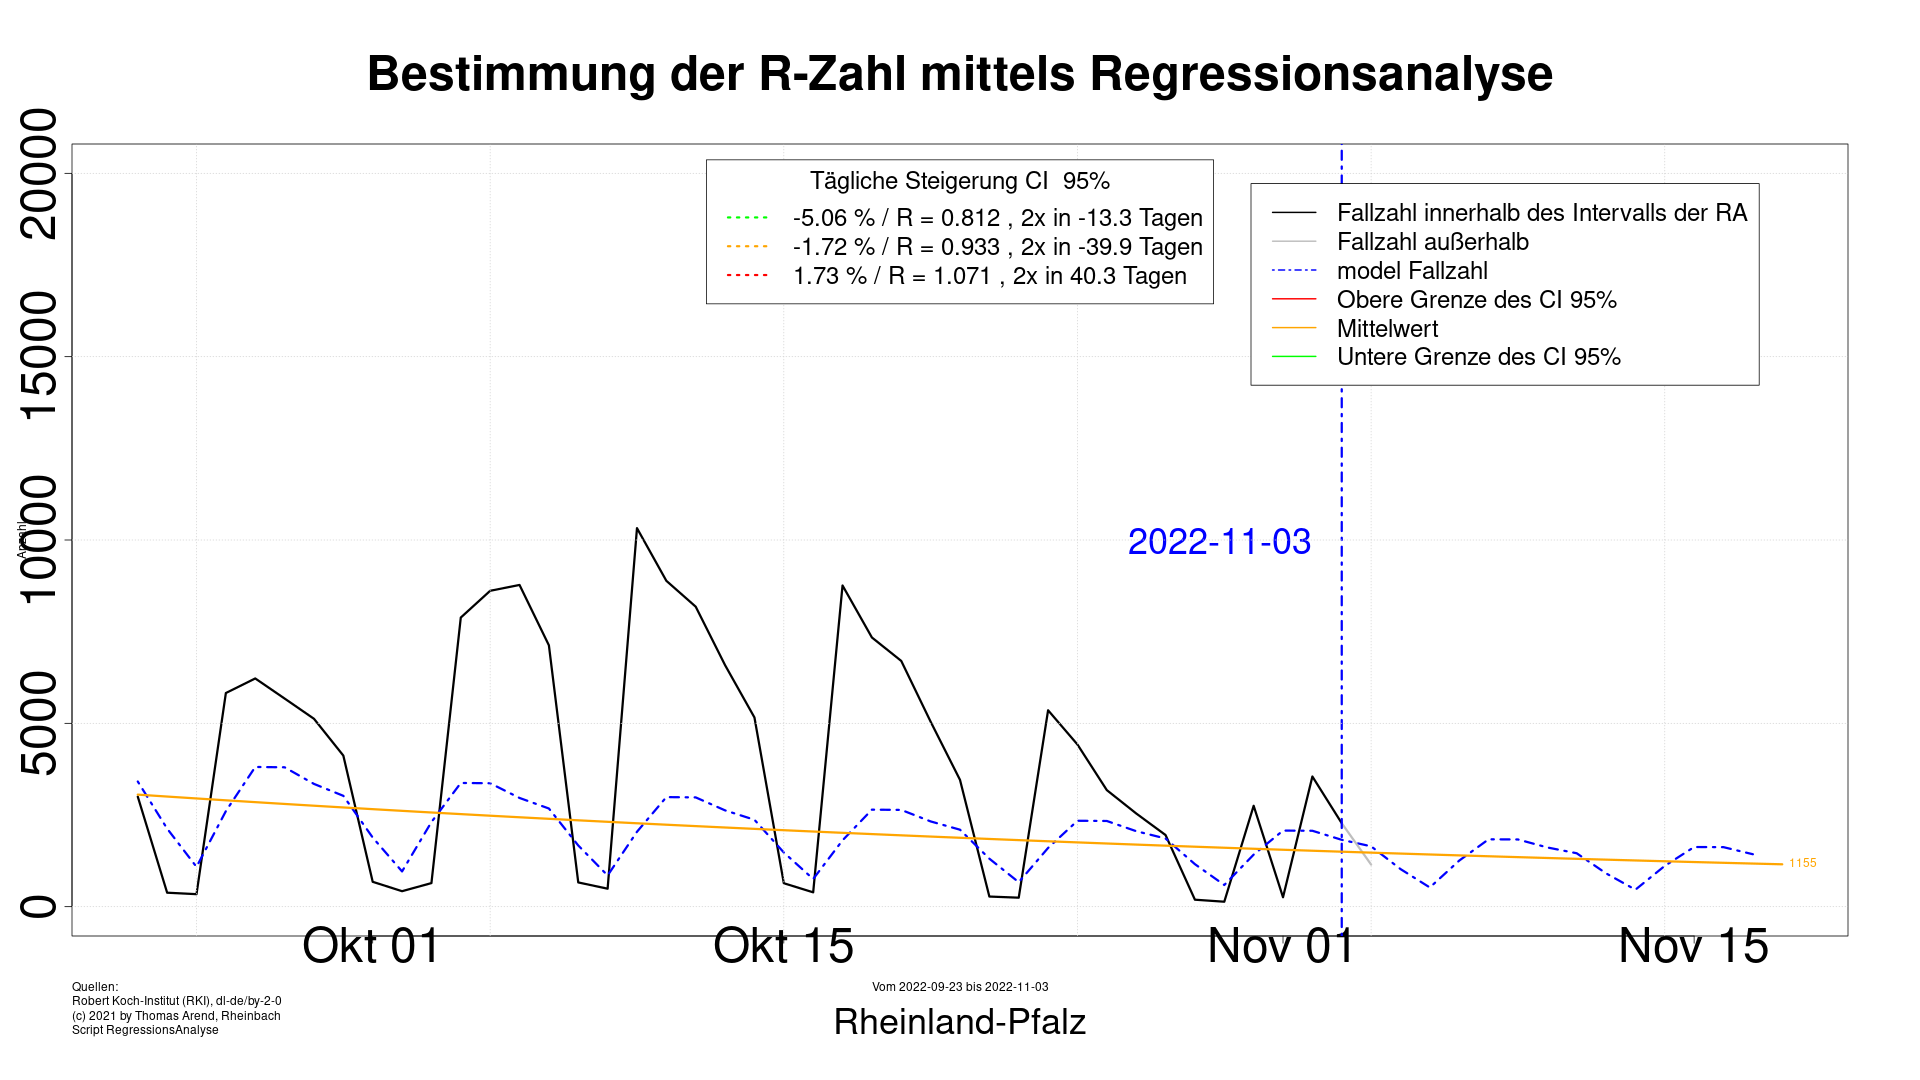 Bestimmung der R-Zahl mittels Regressionsanalyse
20000
15000
10000
5000
0
Anzahl
Tägliche Steigerung CI  95%
-5.06 % / R = 0.812 , 2x in -13.3 Tagen
-1.72 % / R = 0.933 , 2x in -39.9 Tagen
1.73 % / R = 1.071 , 2x in 40.3 Tagen
Fallzahl innerhalb des Intervalls der RA
Fallzahl außerhalb
model Fallzahl
Obere Grenze des CI 95%
Mittelwert
Untere Grenze des CI 95%
2022-11-03
1155
Okt 01
Okt 15
Nov 01
Nov 15
Quellen:
Robert Koch-Institut (RKI), dl-de/by-2-0
(c) 2021 by Thomas Arend, Rheinbach
Script RegressionsAnalyse
Vom 2022-09-23 bis 2022-11-03
Rheinland-Pfalz